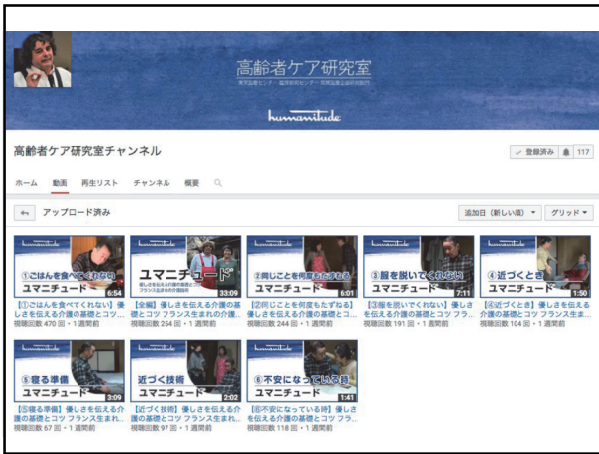 高齢者ケア研究室
humanitude
高齢者ケア研究室チャンネル
登録済み 117
ホーム 動画 再生リスト チャンネル 概要
アップロード済み
追加日（新しい順） グリッド
humanitude
①ごはんを食べてくれない
ユマニチュード
6:54
【①ごはんを食べてくれない】優
しさを伝える介護の基礎とコツ...
視聴回数 470 回・1 週間前
humanitude
ユマニチュード
優しさを伝える介護の基礎とコツ
フランス生まれの介護技術
33:09
【全編】優しさを伝える介護の基
礎とコツ フランス生まれの介護...
視聴回数 254 回・1 週間前
humanitude
②同じことを何度もたずねる
ユマニチュード
6:01
【②同じことを何度もたずねる】
優しさを伝える介護の基礎とコ...
視聴回数 244 回・1 週間前
humanitude
③服を脱いでくれない
ユマニチュード
7:11
【③服を脱いでくれない】優しさ
を伝える介護の基礎とコツ フラ...
視聴回数 191 回・1 週間前
humanitude
④近づくとき
ユマニチュード
1:50
【④近づくとき】優しさを伝える
介護の基礎とコツ フランス生ま...
視聴回数 104 回・1 週間前
humanitude
⑤寝る準備
ユマニチュード
3:09
【⑤寝る準備】優しさを伝える介
護の基礎とコツ フランス生まれ...
視聴回数 67 回・1 週間前
humanitude
近づく技術
ユマニチュード
2:02
【近づく技術】優しさを伝える介
護の基礎とコツ フランス生まれ...
視聴回数 97 回・1 週間前
humanitude
⑥不安になっている時
ユマニチュード
1:41
【⑥不安になっている時】優しさ
を伝える介護の基礎とコツ フラ...
視聴回数 118 回・1 週間前